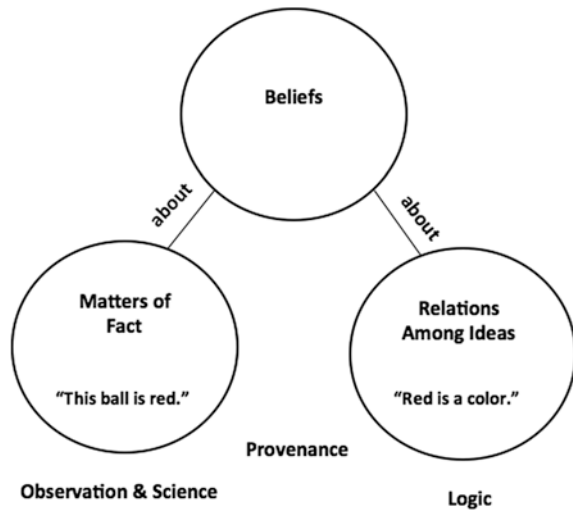 Beliefs
about
about
Matters of
Fact
“This ball is red.”
Relations
Among Ideas
“Red is a color.”
Provenance
Observation & Science
Logic